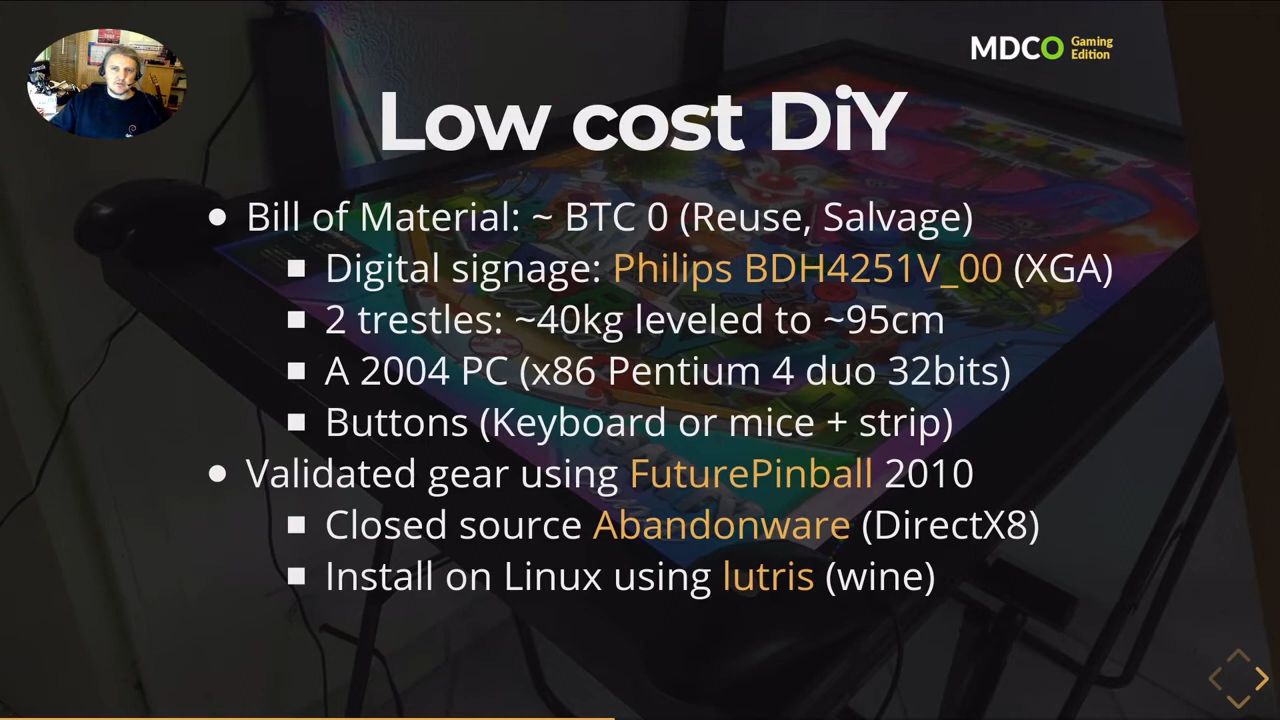 MDCO Gaming
Edition
Low cost DiY
Bill of Material: ~ BTC 0 (Reuse, Salvage)
Digital signage: Philips BDH4251V_00 (XGA)
2 trestles: ~40kg leveled to ~95cm
A 2004 PC (x86 Pentium 4 duo 32bits)
Buttons (Keyboard or mice + strip)
Validated gear using FuturePinball 2010
Closed source Abandonware (DirectX8)
Install on Linux using lutris (wine)